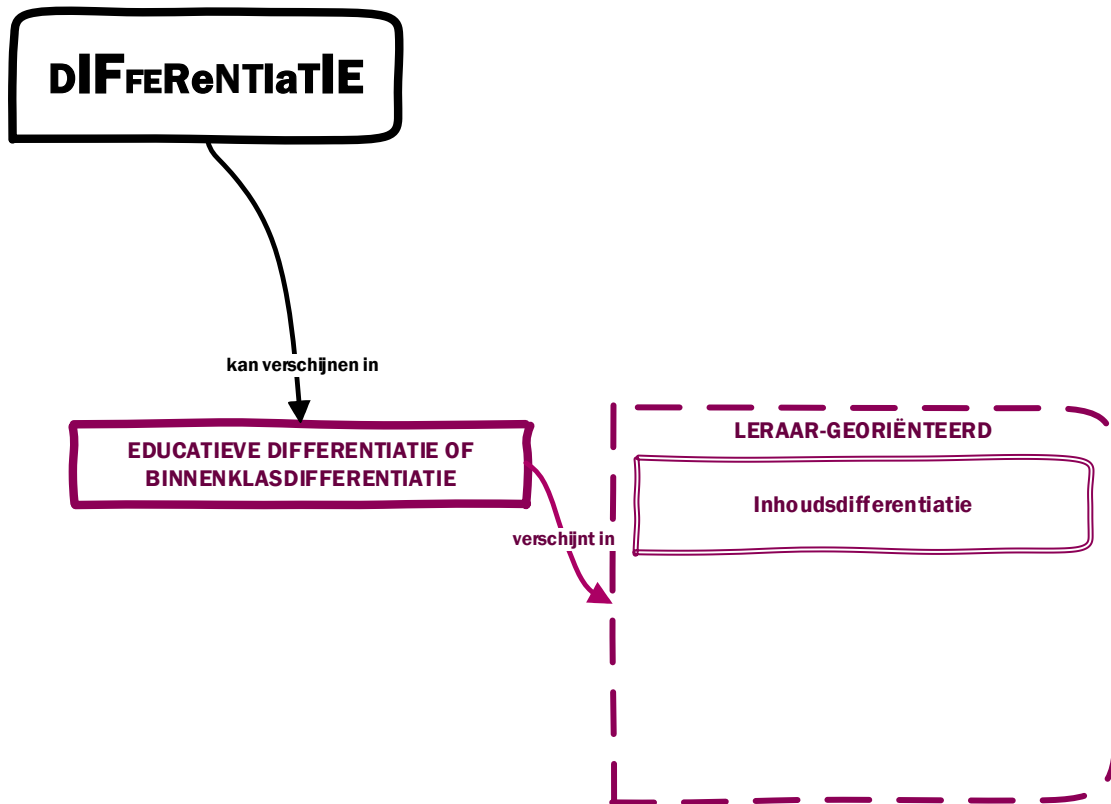 DIFFEReNTIaTIE
kan verschijnen in
EDUCATIEVE DIFFERENTIATIE OF
BINNENKLASDIFFERENTIATIE
verschijnt in
LERAAR-GEORIËNTEERD
Inhoudsdifferentiatie